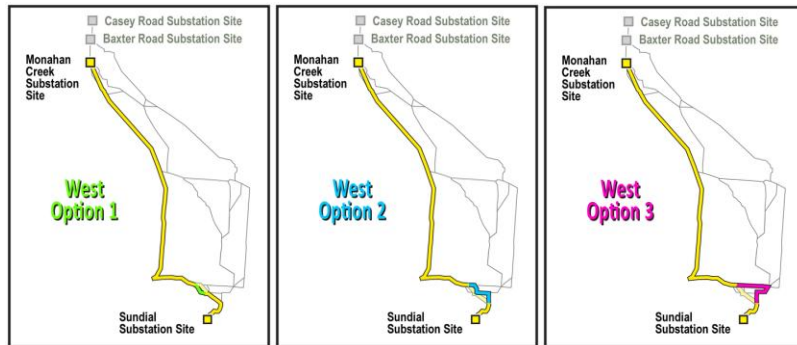 Casey Road Substation Site
Baxter Road Substation Site
Monahan
Creek
Substation
Site
West
Option 1
Sundial
Substation Site
Casey Road Substation Site
Baxter Road Substation Site
Monahan
Creek
Substation
Site
West
Option 2
Sundial
Substation Site
Casey Road Substation Site
Baxter Road Substation Site
Monahan
Creek
Substation
Site
West
Option 3
Sundial
Substation Site